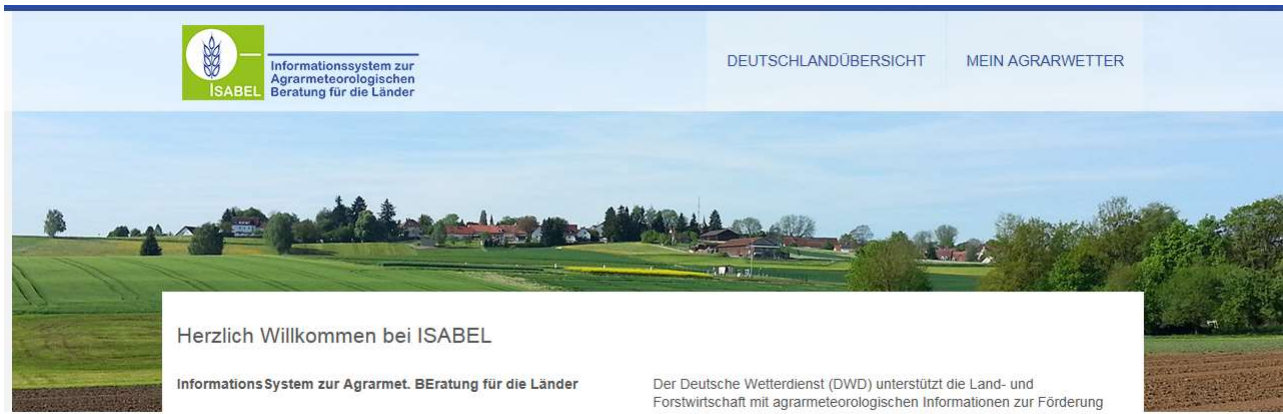 Informationssystem zur
Agrarmeteorologischen
Beratung für die Länder
ISABEL
DEUTSCHLANDÜBERSICHT
MEIN AGRARWETTER
Herzlich Willkommen bei ISABEL
InformationsSystem zur Agrarmet. BEratung für die Länder
Der Deutsche Wetterdienst (DWD) unterstützt die Land- und
Forstwirtschaft mit agrarmeteorologischen Informationen zur Förderung